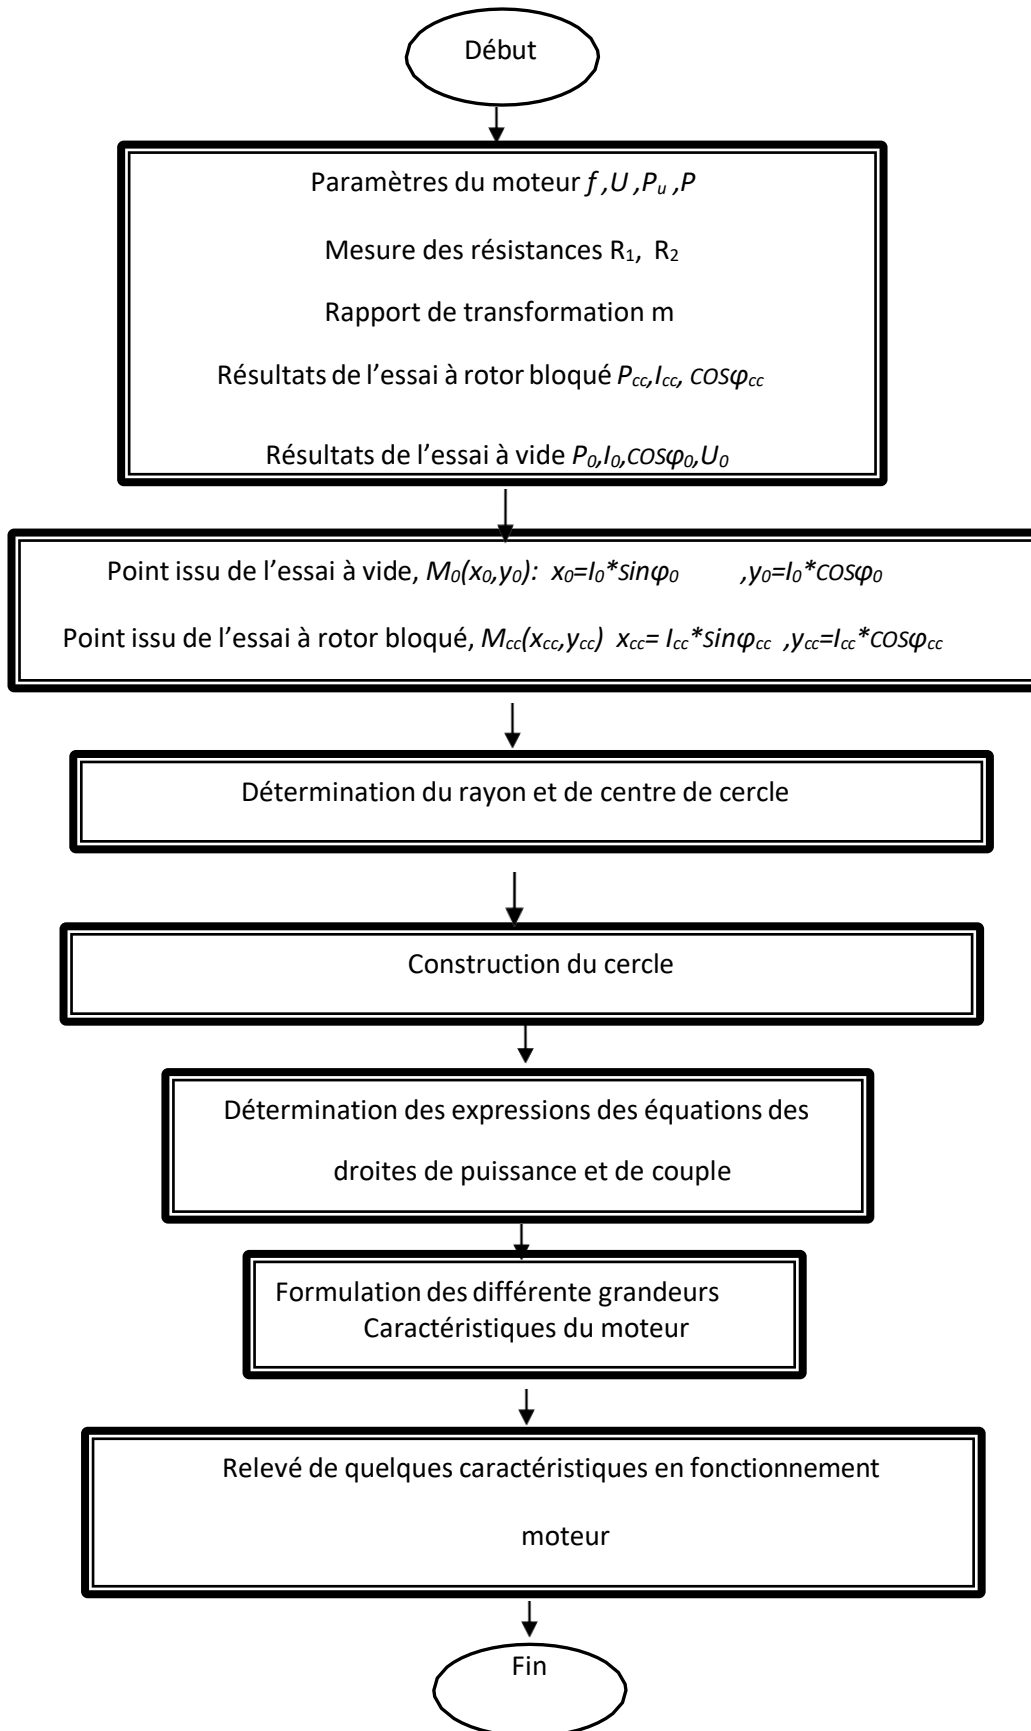 Début
Paramètres du moteur f ,U ,Pu ,P
Mesure des résistances R1, R2
Rapport de transformation m
Résultats de l’essai à rotor bloqué Pcc,Icc, COSφcc
Résultats de l’essai à vide P0,I0,COSφ0,U0
Point issu de l’essai à vide, M0(x0,y0): x0=I0*Sinφ0 ,y0=I0*COSφ0
Point issu de l’essai à rotor bloqué, Mcc(xcc,ycc) xcc= Icc*Sinφcc ,ycc=Icc*COSφcc
Détermination du rayon et de centre de cercle
Construction du cercle
Détermination des expressions des équations des
droites de puissance et de couple
Formulation des différente grandeurs
Caractéristiques du moteur
Relevé de quelques caractéristiques en fonctionnement
moteur
Fin